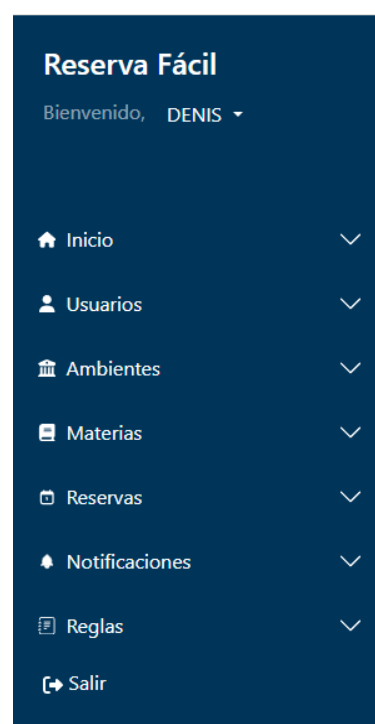 Reserva Fácil
Bienvenido, DENIS
Inicio
Usuarios
Ambientes
Materias
Reservas
Notificaciones
Reglas
Salir